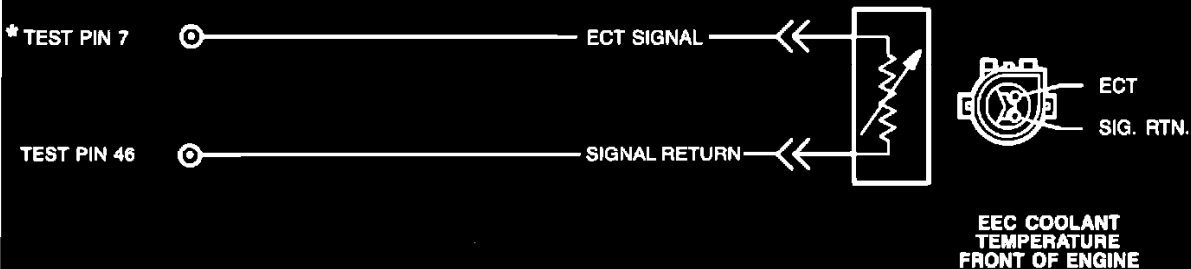 * TEST PIN 7
ECT SIGNAL
ECT
SIG. RTN.
TEST PIN 46
SIGNAL RETURN
EEC COOLANT
TEMPERATURE
FRONT OF ENGINE